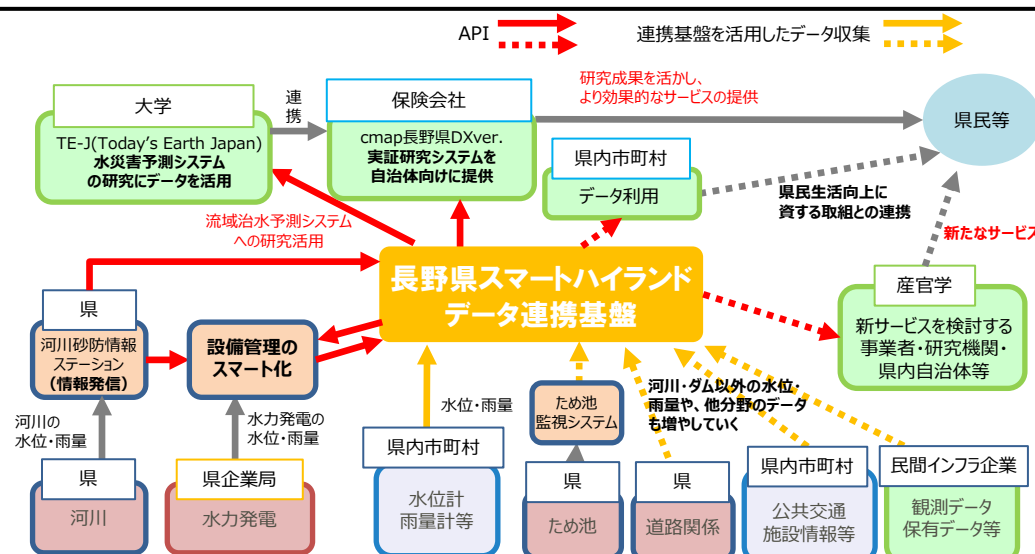 API
連携基盤を活用したデータ収集
大学
TE-J(Today's Earth Japan)
水災害予測システム
の研究にデータを活用
連
携
保険会社
cmap長野県DXver.
実証研究システムを
自治体向けに提供
研究成果を活かし、
より効果的なサービスの提供
県民等
県内市町村
データ利用
県民生活向上に
資する取組との連携
新たなサービス
流域治水予測システム
への研究活用
長野県スマートハイランド
データ連携基盤
産官学
新サービスを検討する
事業者・研究機関・
県内自治体等
県
河川砂防情報
ステーション
(情報発信)
設備管理の
スマート化
河川の
水位・雨量
水力発電の
水位・雨量
水位・雨量
ため池
監視システム
河川・ダム以外の水位・
雨量や、他分野のデータ
も増やしていく
県
河川
県企業局
水力発電
県内市町村
水位計
雨量計等
県
ため池
県
道路関係
県内市町村
公共交通
施設情報等
民間インフラ企業
観測データ
保有データ等